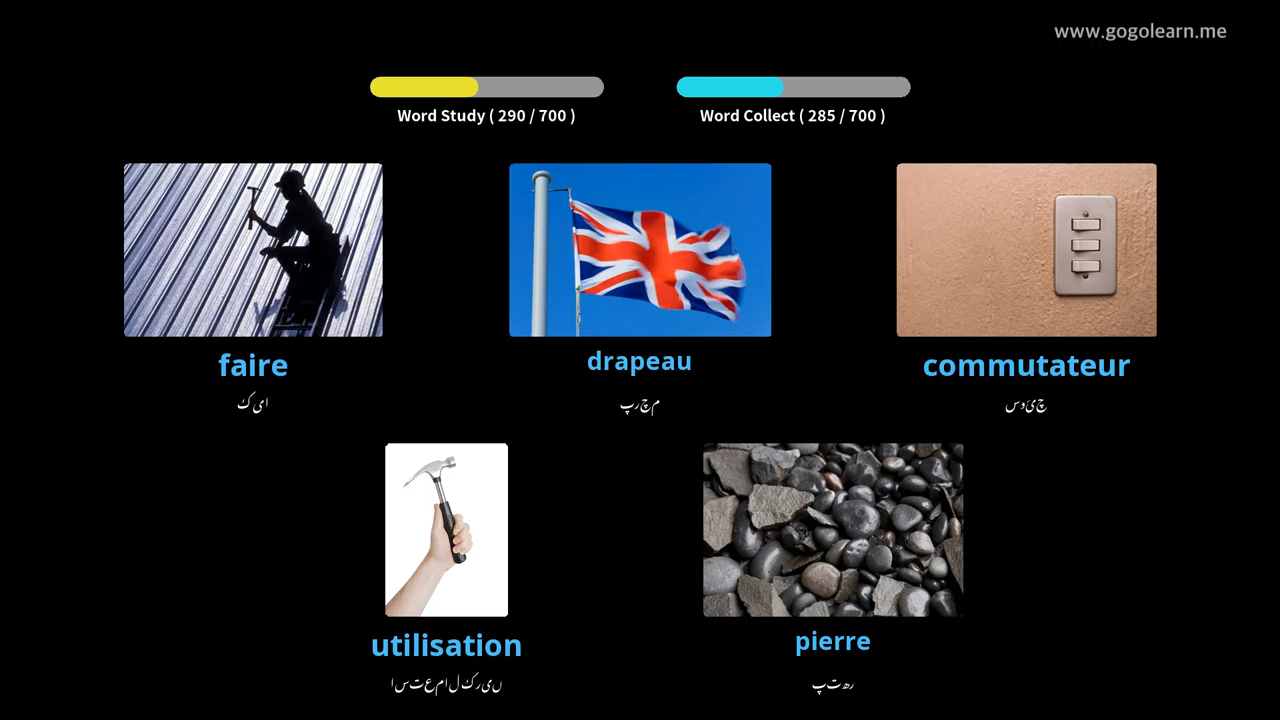 www.gogolearn.me
Word Study ( 290 / 700 )
Word Collect ( 285 / 700 )
faire
کیا
drapeau
پرچم
commutateur
سوئچ
utilisation
استعمال کریں
pierre
پتھر